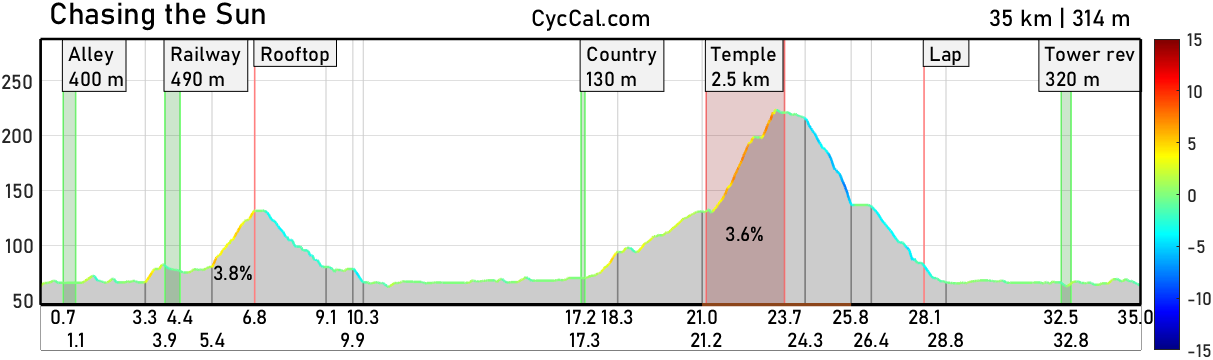 Chasing the Sun
CycCal.com
35 km | 314 m
Alley
400 m
Railway
490 m
Rooftop
Country
130 m
Temple
2.5 km
Lap
Tower rev
320 m
250
200
150
100
50
3.8%
3.6%
0.7 3.3 4.4 6.8 9.1 10.3 17.2 18.3 21.0 23.7 25.8 28.1 32.5 35.0
1.1 3.9 5.4 9.9 17.3 21.2 24.3 26.4 28.8 32.8
15
10
5
0
−5
−10
−15